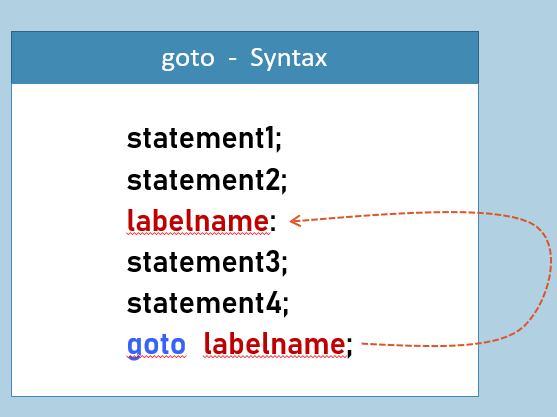 goto - Syntax
statement1;
statement2;
labelname:
statement3;
statement4;
goto labelname;